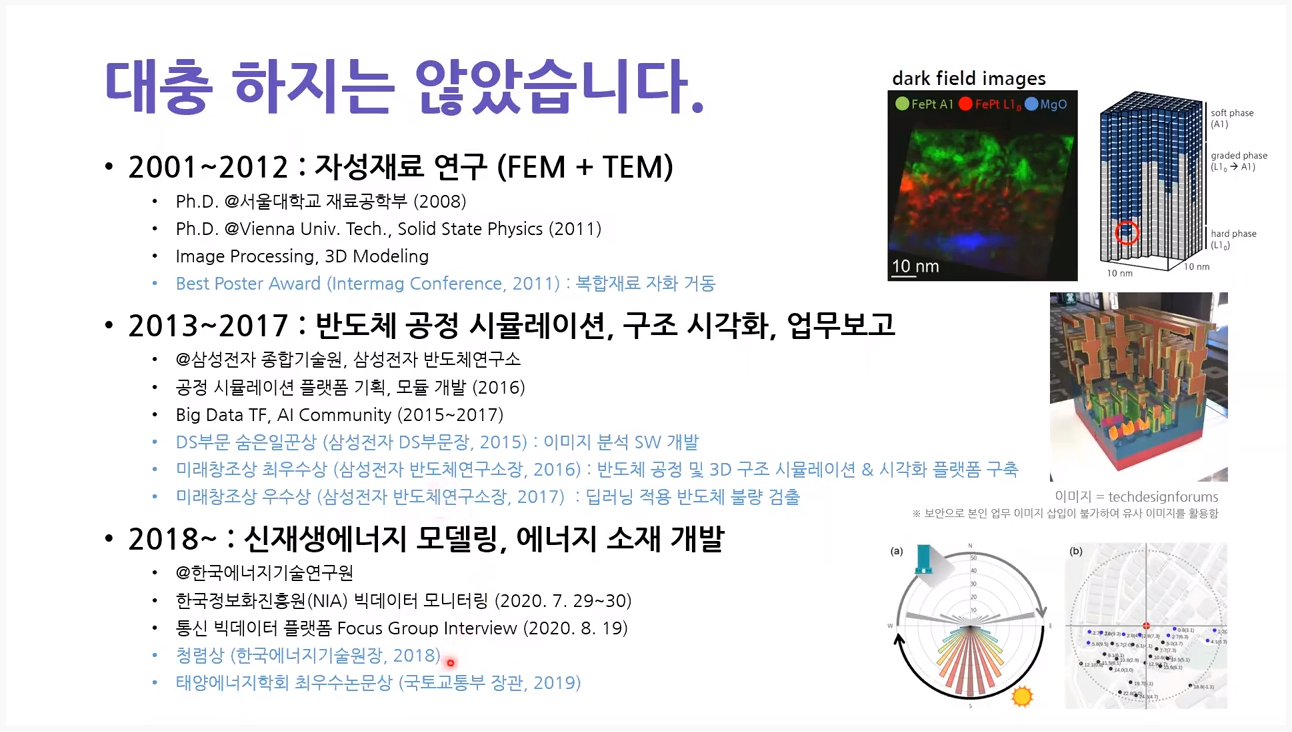 대충 하지는 않았습니다.
• 2001~2012 : 자성재료 연구 (FEM + TEM)
• Ph.D. @서울대학교 재료공학부 (2008)
• Ph.D. @Vienna Univ. Tech., Solid State Physics (2011)
• Image Processing, 3D Modeling
• Best Poster Award (Intermag Conference, 2011) : 복합재료 자화 거동
• 2013~2017 : 반도체 공정 시뮬레이션, 구조 시각화, 업무보고
• @삼성전자 종합기술원, 삼성전자 반도체연구소
• 공정 시뮬레이션 플랫폼 기획, 모듈 개발 (2016)
• Big Data TF, AI Community (2015~2017)
• DS부문 숨은일꾼상 (삼성전자 DS부문장, 2015) : 이미지 분석 SW 개발
• 미래창조상 최우수상 (삼성전자 반도체연구소장, 2016) : 반도체 공정 및 3D 구조 시뮬레이션 & 시각화 플랫폼 구축
• 미래창조상 우수상 (삼성전자 반도체연구소장, 2017) : 딥러닝 적용 반도체 불량 검출
• 2018~ : 신재생에너지 모델링, 에너지 소재 개발
• @한국에너지기술연구원
• 한국정보화진흥원(NIA) 빅데이터 모니터링 (2020. 7. 29~30)
• 통신 빅데이터 플랫폼 Focus Group Interview (2020. 8. 19)
• 청렴상 (한국에너지기술원장, 2018)
• 태양에너지학회 최우수논문상 (국토교통부 장관, 2019)
dark field images
FePt A1 FePt L1₀ MgO
10 nm
soft phase
(A1)
graded phase
(L1₀ → A1)
hard phase
(L1₀)
10 nm
10 nm
이미지 = techdesignforums
※ 보안으로 본인 업무 이미지 삽입이 불가하여 유사 이미지를 활용함
(a)
N
50
40
30
20
10
W
E
S
(b)